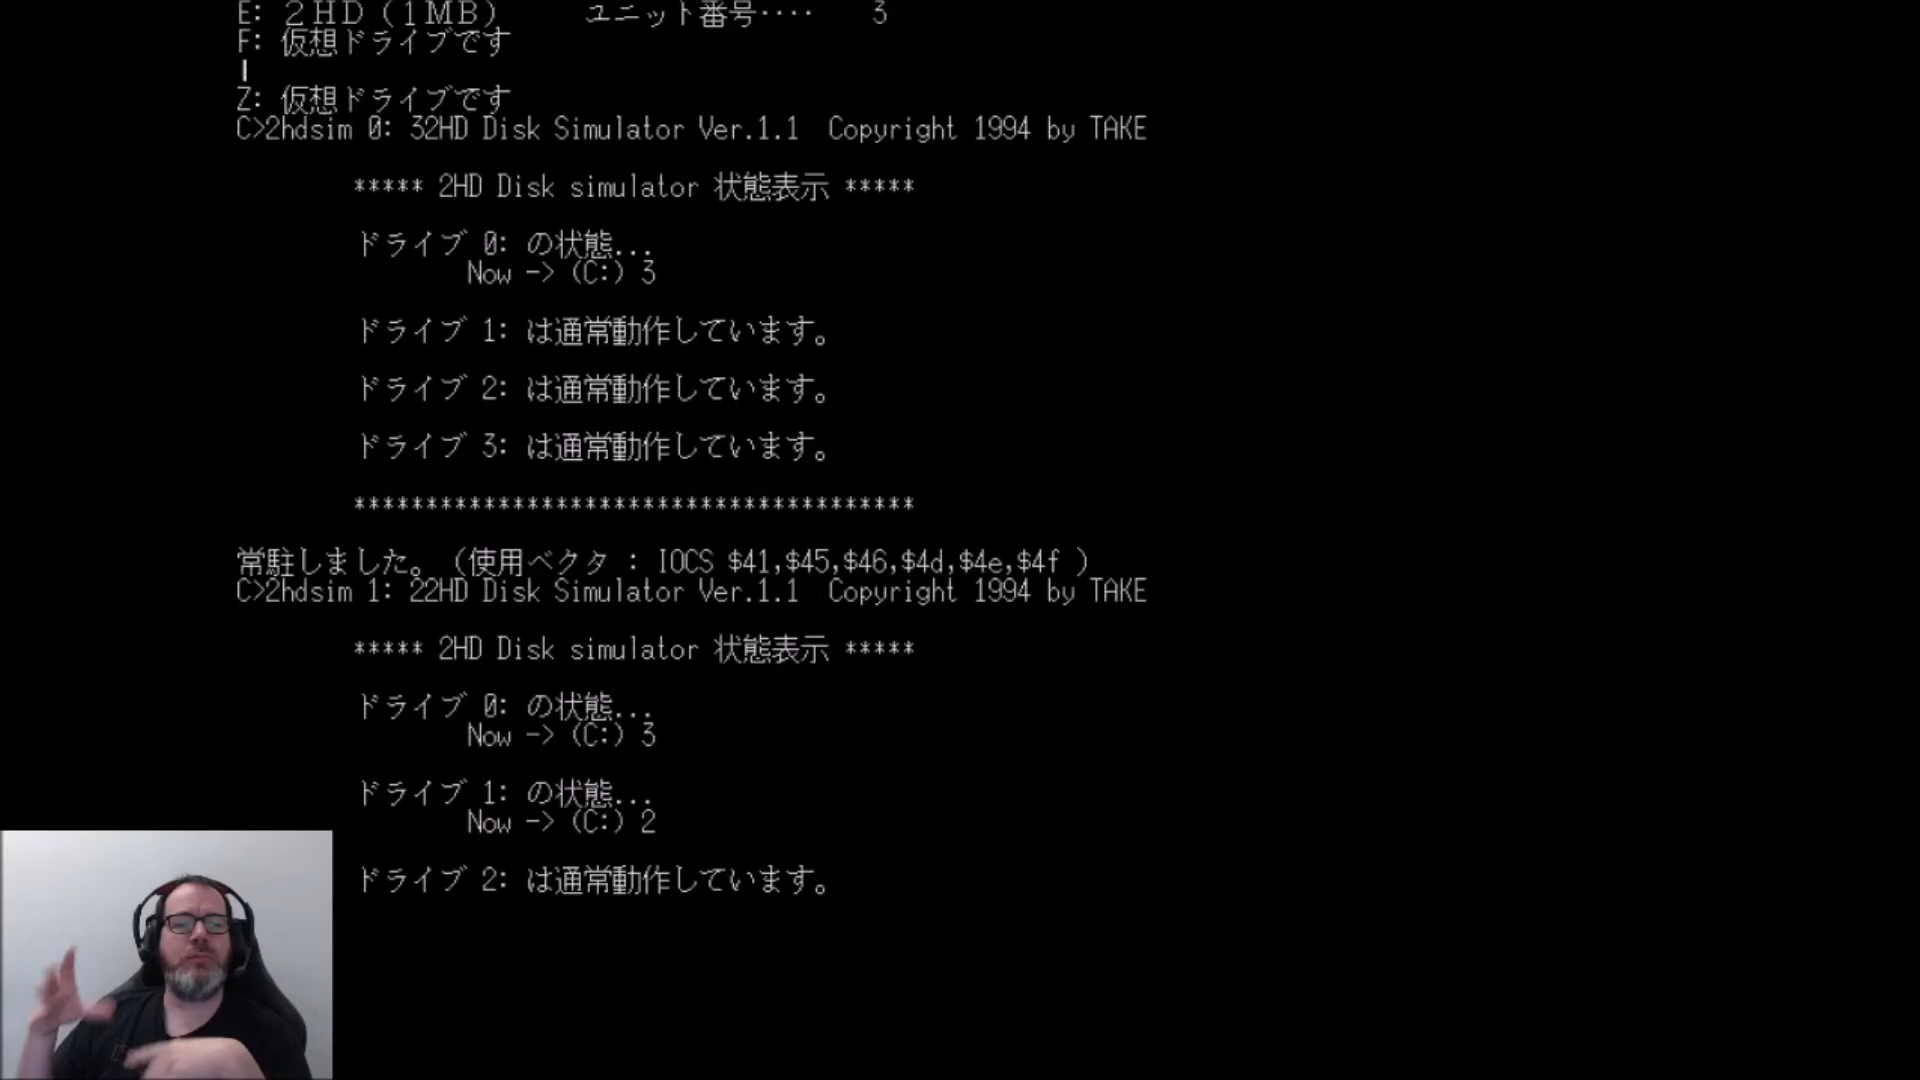 E: ２ＨＤ（１ＭＢ） ユニット番号････ 3
F: 仮想ドライブです
|
Z: 仮想ドライブです
C>2hdsim 0: 32HD Disk Simulator Ver.1.1 Copyright 1994 by TAKE
***** 2HD Disk simulator 状態表示 *****
ドライブ 0: の状態...
Now -> (C:) 3
ドライブ 1: は通常動作しています。
ドライブ 2: は通常動作しています。
ドライブ 3: は通常動作しています。
***************************************
常駐しました。（使用ベクタ : IOCS $41,$45,$46,$4d,$4e,$4f )
C>2hdsim 1: 22HD Disk Simulator Ver.1.1 Copyright 1994 by TAKE
***** 2HD Disk simulator 状態表示 *****
ドライブ 0: の状態...
Now -> (C:) 3
ドライブ 1: の状態...
Now -> (C:) 2
ドライブ 2: は通常動作しています。